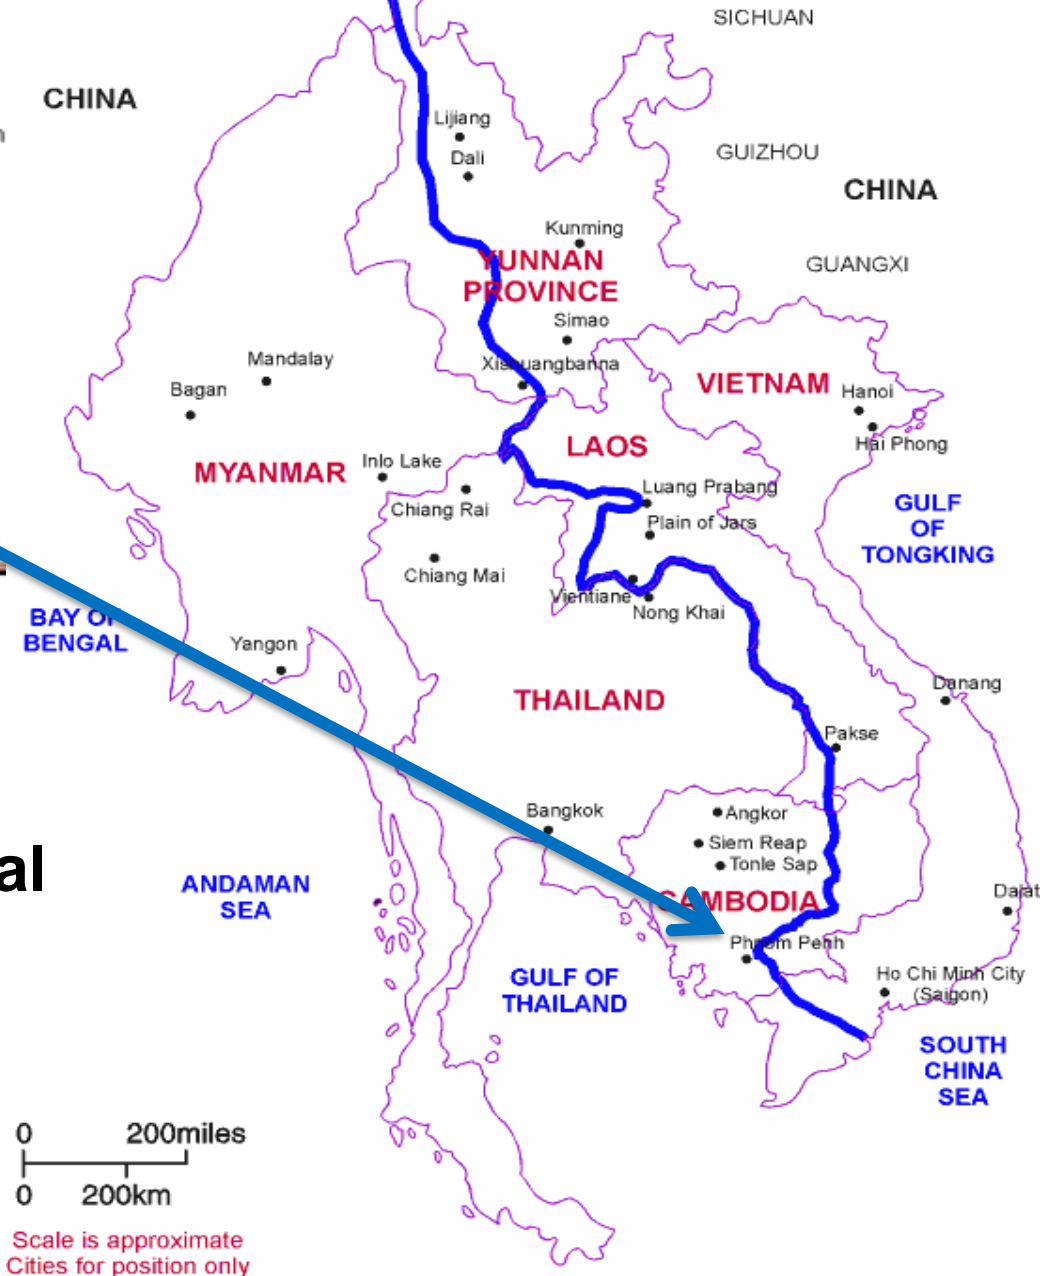 SICHUAN
CHINA
Lijiang
Dali
GUIZHOU
CHINA
Kunming
YUNNAN
PROVINCE
GUANGXI
Simao
Xishuangbanna
Mandalay
Bagan
VIETNAM
Hanoi
Hai Phong
LAOS
MYANMAR
Inlo Lake
Chiang Rai
Luang Prabang
Plain of Jars
GULF
OF
TONGKING
Chiang Mai
Vientiane
Nong Khai
BAY OF
BENGAL
Yangon
THAILAND
Danang
Pakse
Bangkok
Angkor
Siem Reap
Tonle Sap
al
ANDAMAN
SEA
CAMBODIA
Dalat
Phnom Penh
GULF OF
THAILAND
Ho Chi Minh City
(Saigon)
SOUTH
CHINA
SEA
0 200miles
0 200km
Scale is approximate
Cities for position only